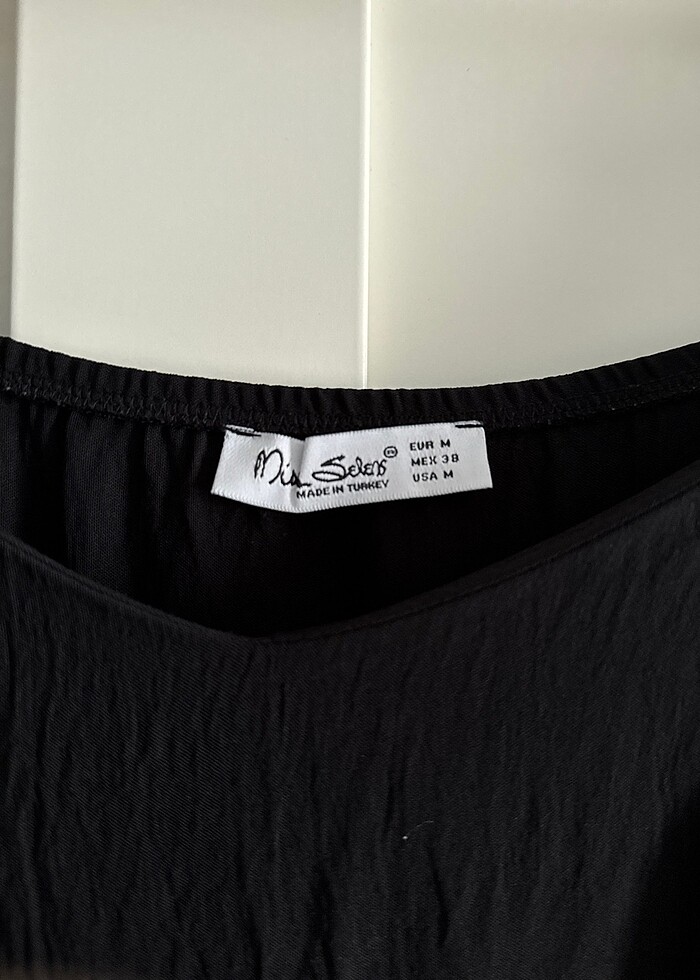 Miss Selens®
MADE IN TURKEY
EUR M
MEX 38
USA M